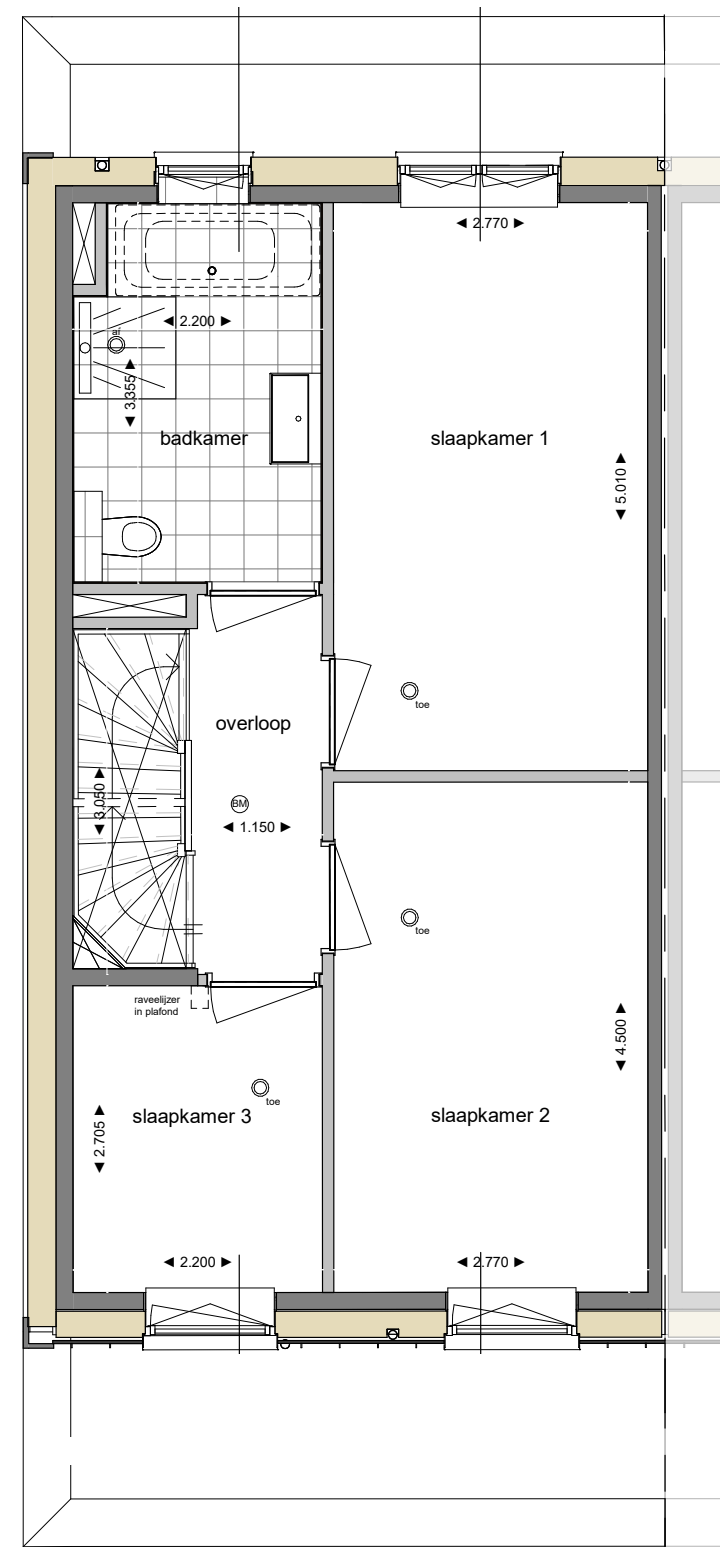 ◄ 2.770 ►
◄ 2.200 ►
af
◄ 3.355 ►
badkamer
slaapkamer 1
◄ 5.010 ►
toe
overloop
BM
◄ 3.050 ►
◄ 1.150 ►
toe
raveelijzer
in plafond
◄ 4.500 ►
toe
slaapkamer 3
slaapkamer 2
◄ 2.705 ►
◄ 2.200 ►
◄ 2.770 ►